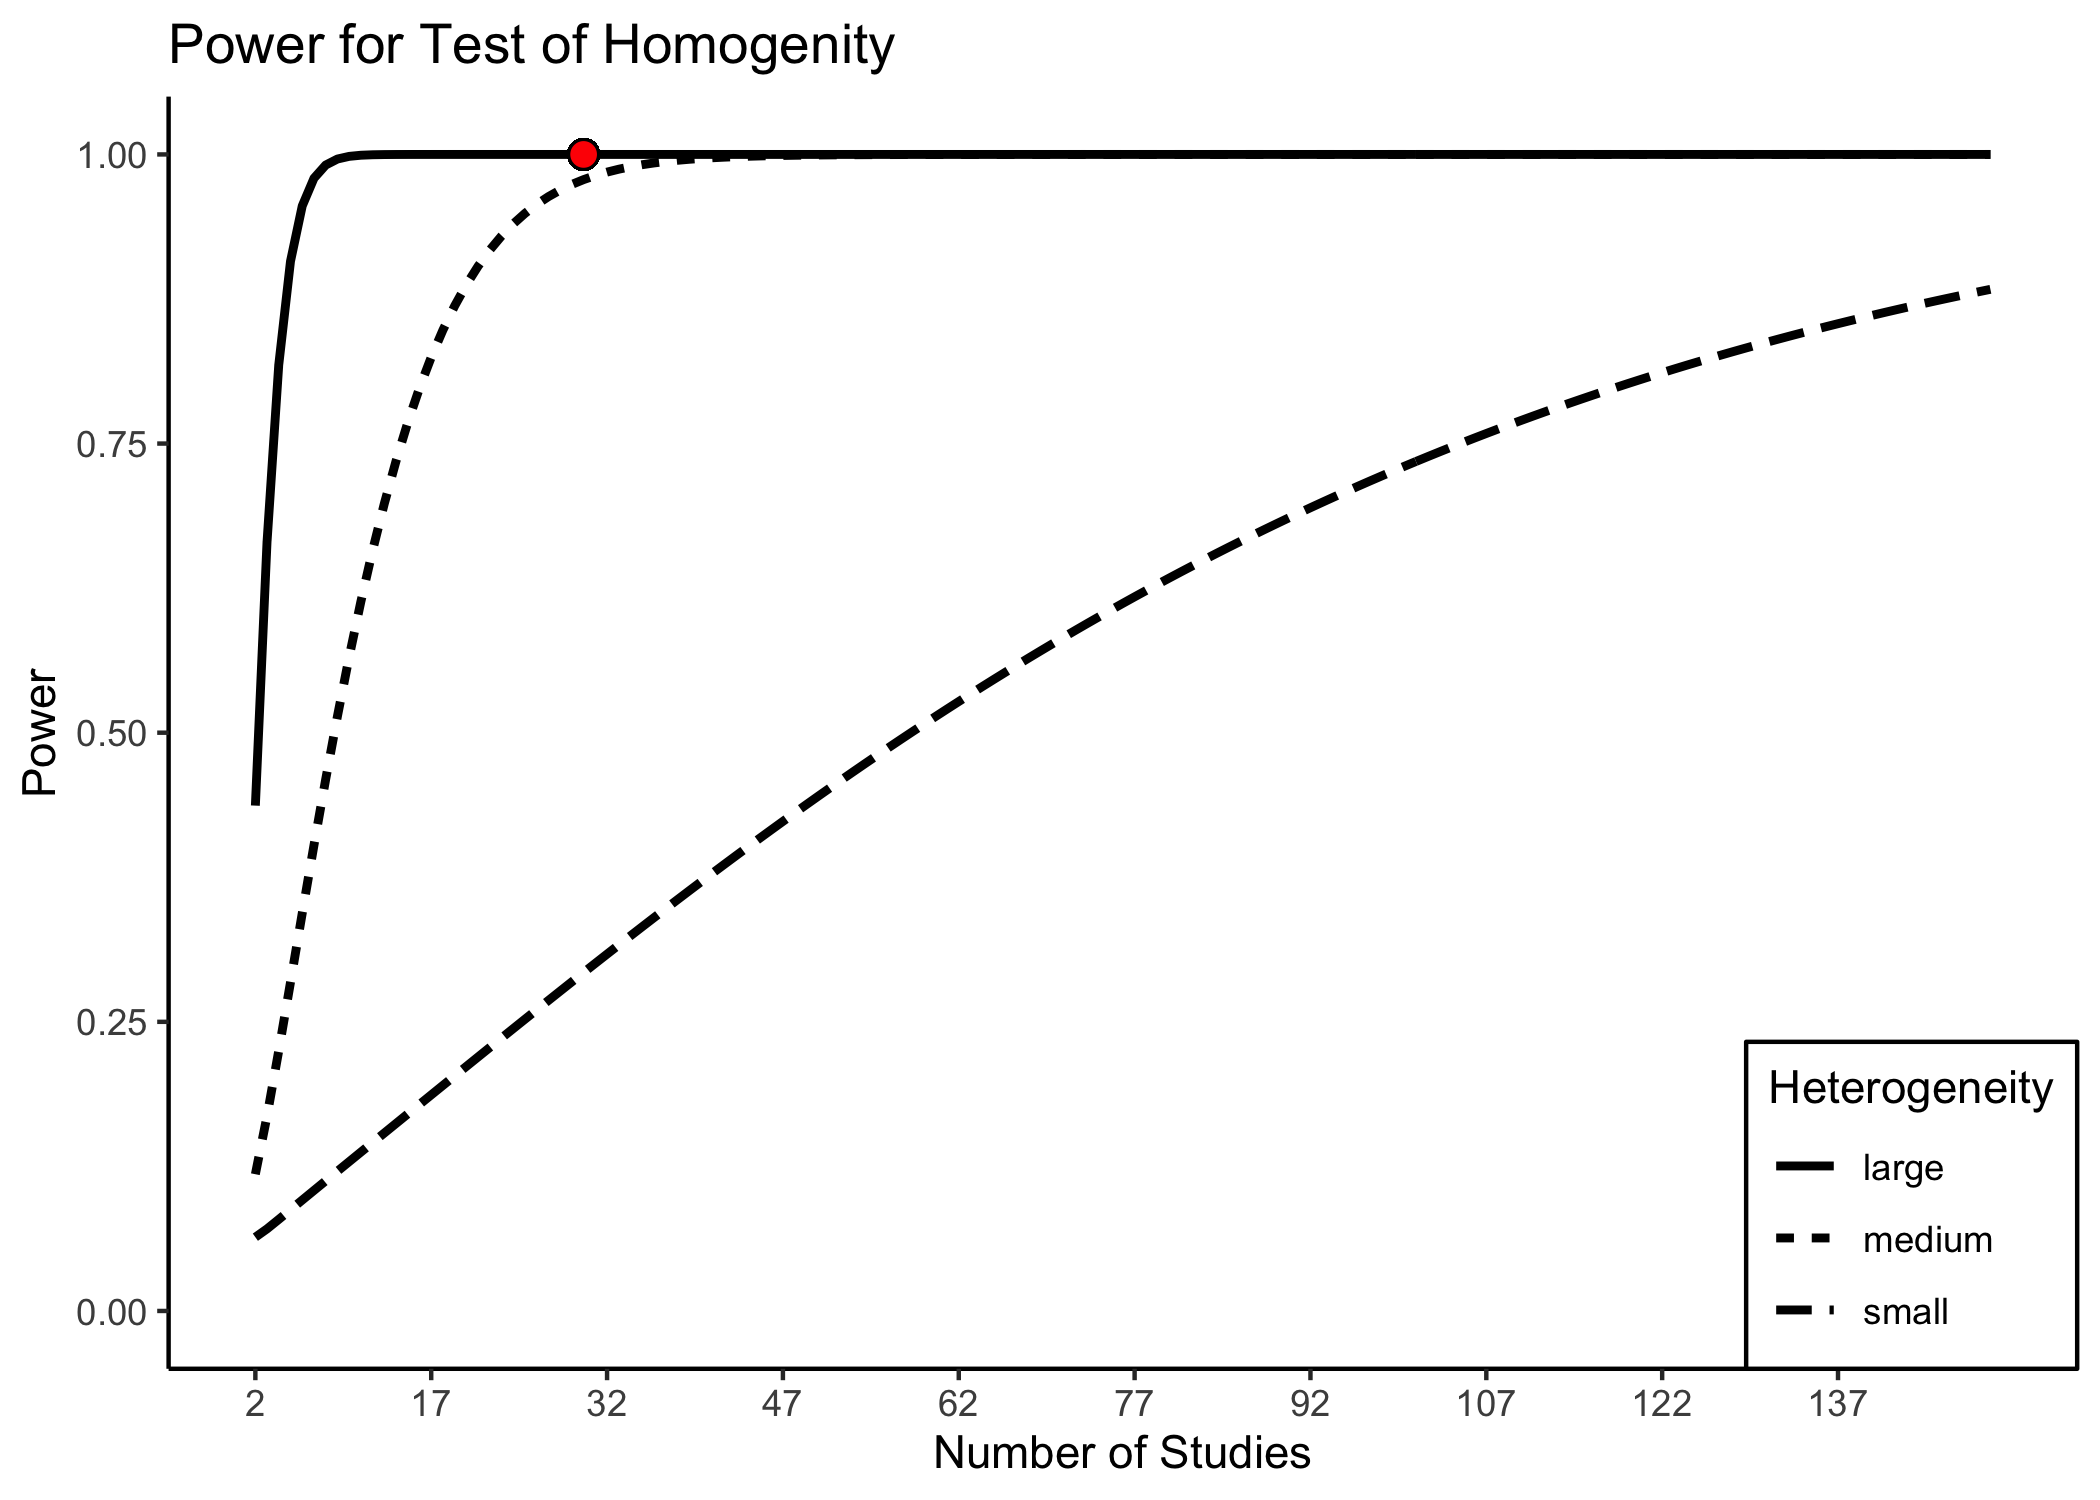 Power for Test of Homogenity
1.00
0.75
0.50
0.25
0.00
Power
2 17 32 47 62 77 92 107 122 137
Number of Studies
Heterogeneity
large
medium
small